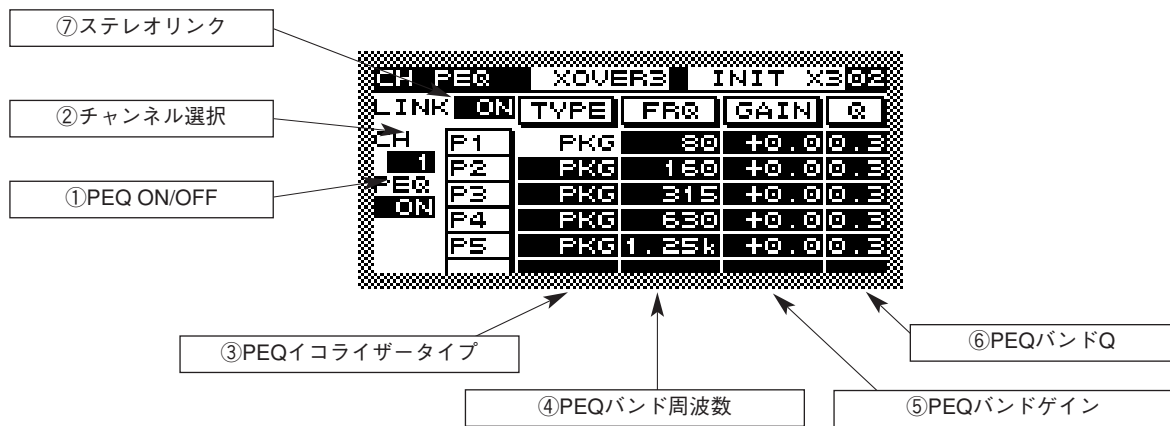 ⑦ステレオリンク
②チャンネル選択
①PEQ ON/OFF
CH PEQ XOVER3 INIT X3 02
LINK ON TYPE FRQ GAIN Q
CH
1
PEQ
ON
P1 PKG 80 +0.0 0.3
P2 PKG 160 +0.0 0.3
P3 PKG 315 +0.0 0.3
P4 PKG 630 +0.0 0.3
P5 PKG 1.25k +0.0 0.3
③PEQイコライザータイプ
④PEQバンド周波数
⑤PEQバンドゲイン
⑥PEQバンドQ